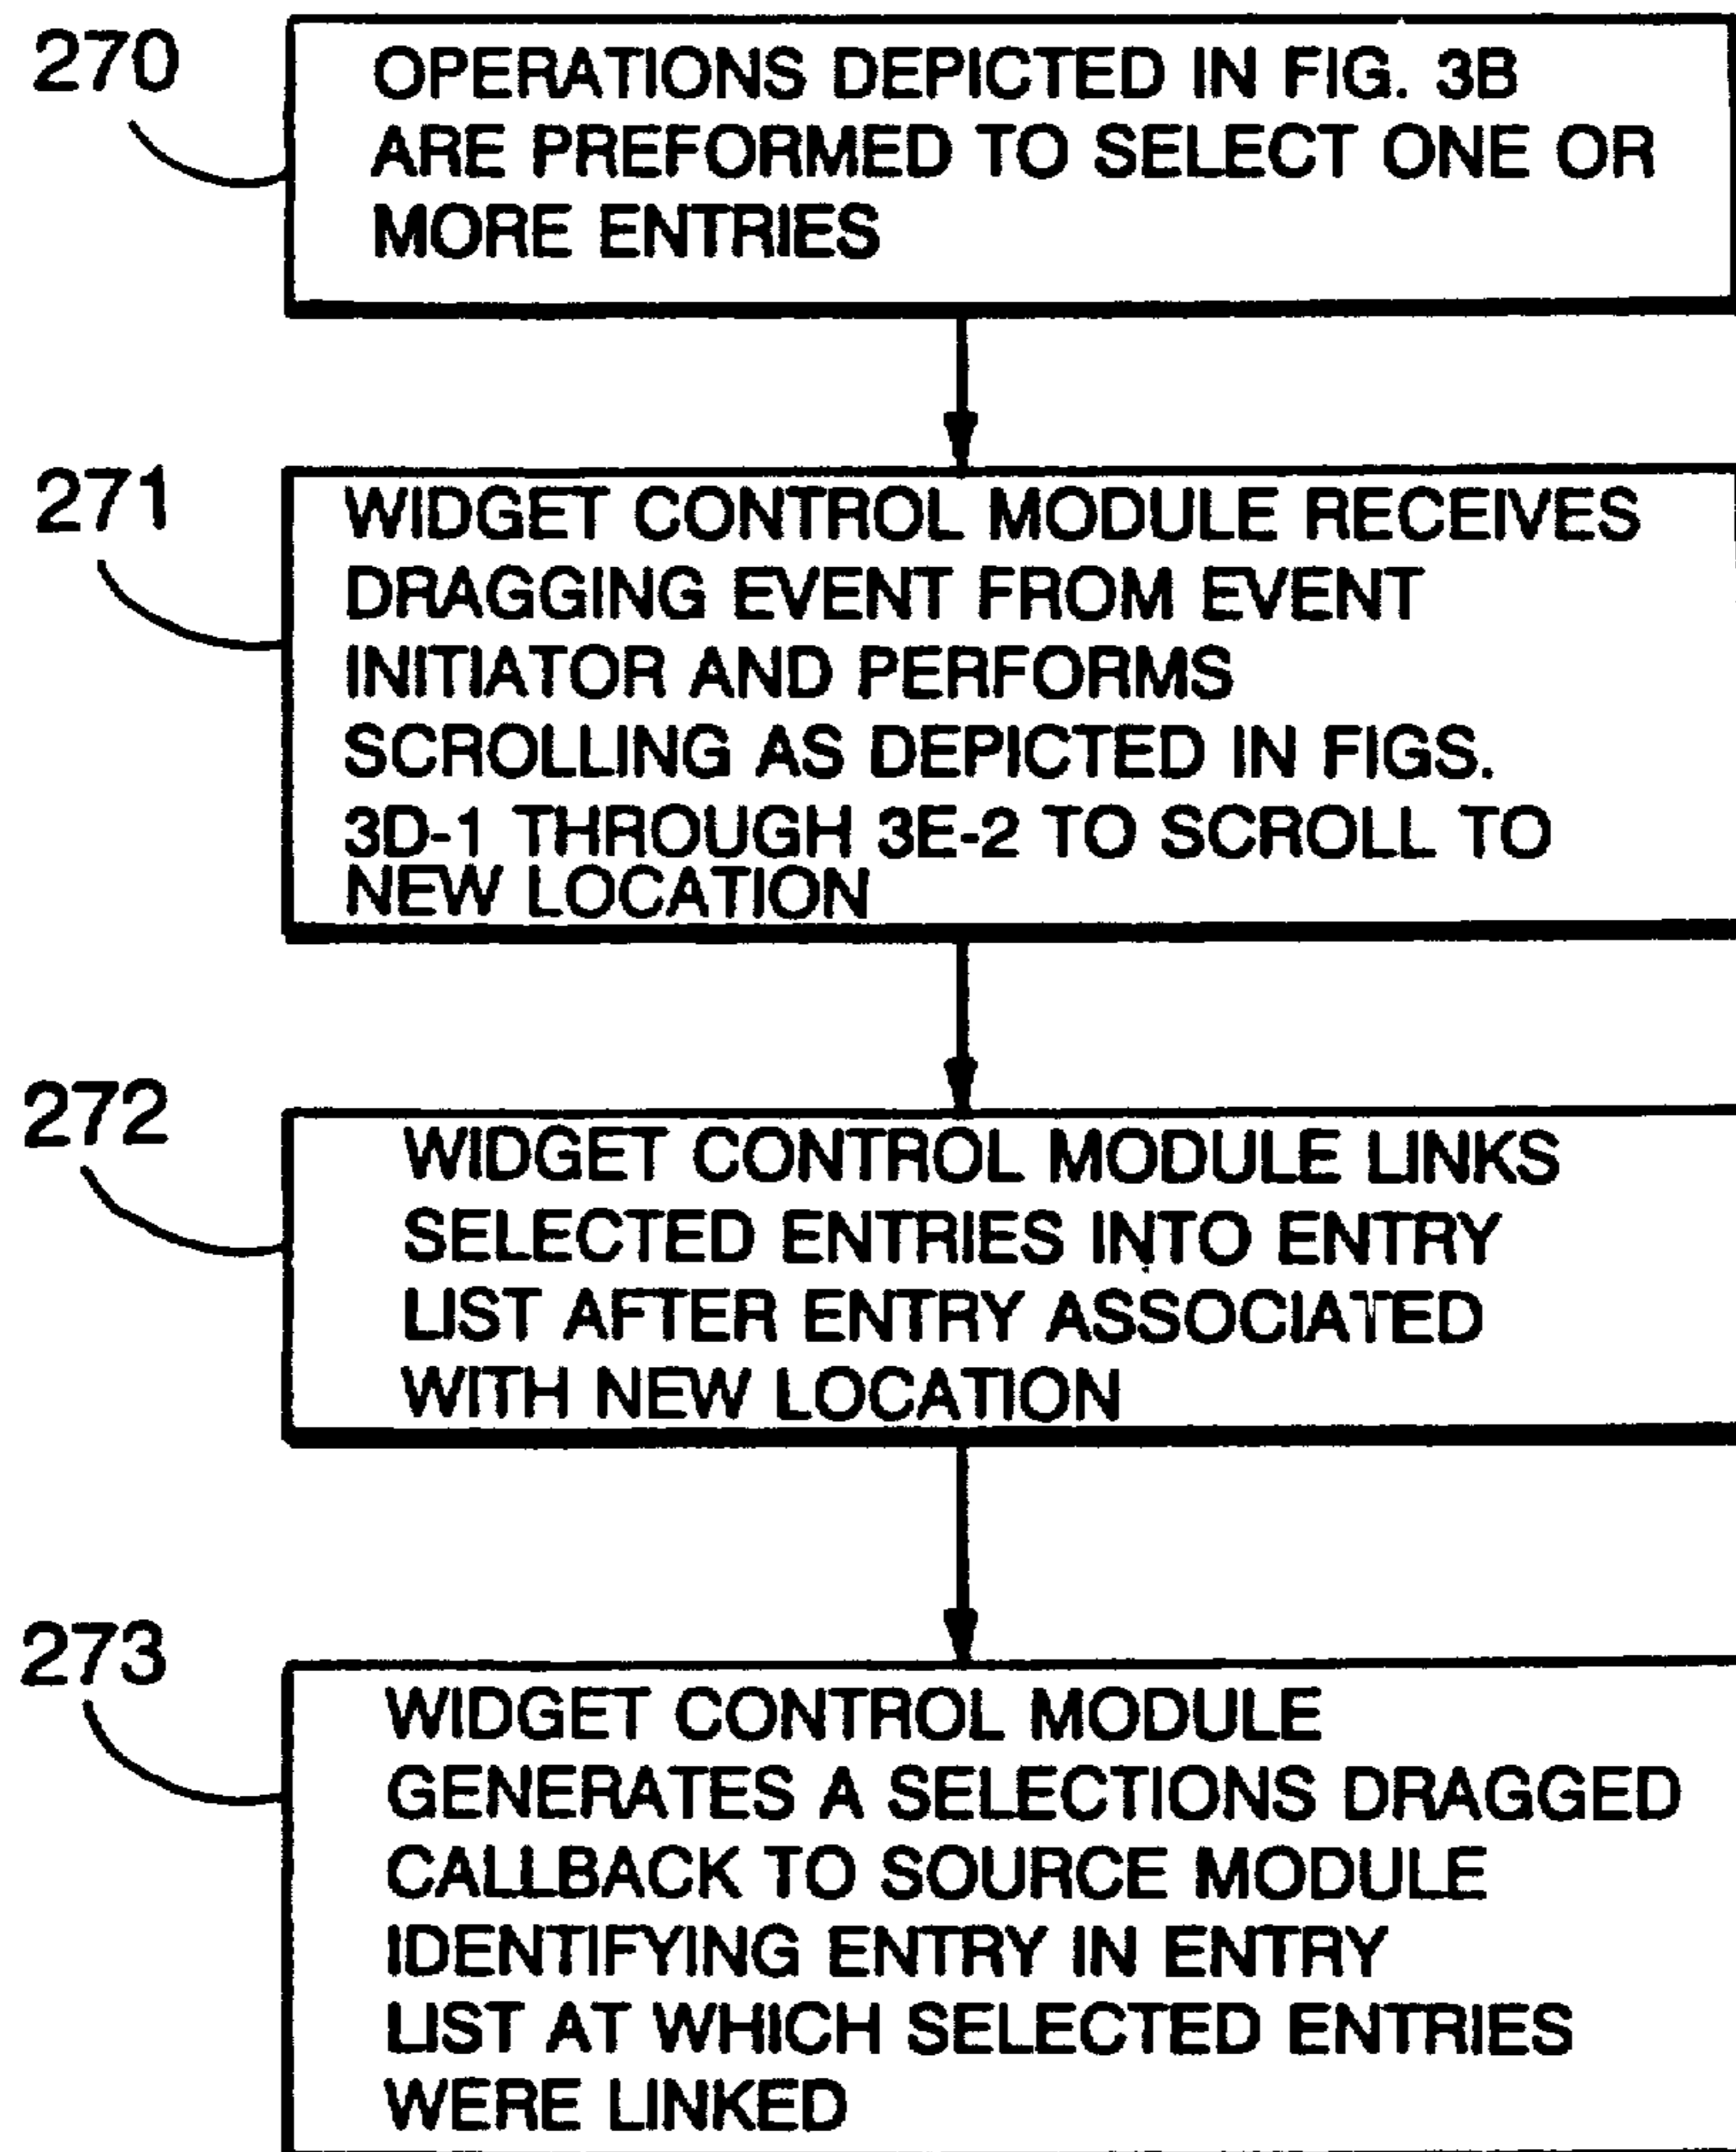 270
OPERATIONS DEPICTED IN FIG. 3B
ARE PREFORMED TO SELECT ONE OR
MORE ENTRIES
271
WIDGET CONTROL MODULE RECEIVES
DRAGGING EVENT FROM EVENT
INITIATOR AND PERFORMS
SCROLLING AS DEPICTED IN FIGS.
3D-1 THROUGH 3E-2 TO SCROLL TO
NEW LOCATION
272
WIDGET CONTROL MODULE LINKS
SELECTED ENTRIES INTO ENTRY
LIST AFTER ENTRY ASSOCIATED
WITH NEW LOCATION
273
WIDGET CONTROL MODULE
GENERATES A SELECTIONS DRAGGED
CALLBACK TO SOURCE MODULE
IDENTIFYING ENTRY IN ENTRY
LIST AT WHICH SELECTED ENTRIES
WERE LINKED